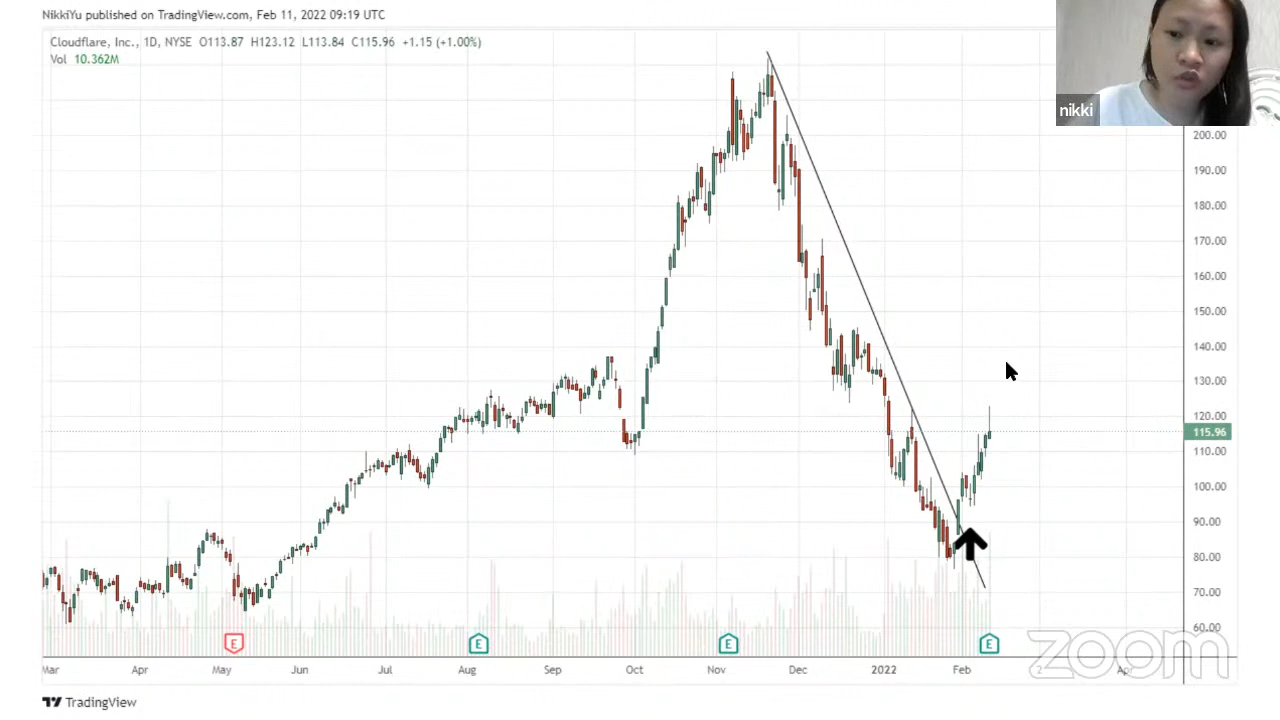 NikkiYu published on TradingView.com, Feb 11, 2022 09:19 UTC
Cloudflare, Inc., 1D, NYSE O113.87 H123.12 L113.84 C115.96 +1.15 (+1.00%)
Vol 10.362M
nikki
200.00
190.00
180.00
170.00
160.00
150.00
140.00
130.00
120.00
115.96
110.00
100.00
90.00
80.00
70.00
60.00
E E E E
zoom
Mar Apr May Jun Jul Aug Sep Oct Nov Dec 2022 Feb 2 Apr
TradingView